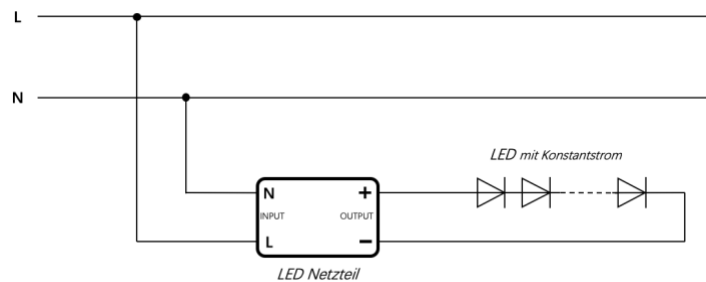 L
N
LED mit Konstantstrom
N +
INPUT OUTPUT
L −
LED Netzteil